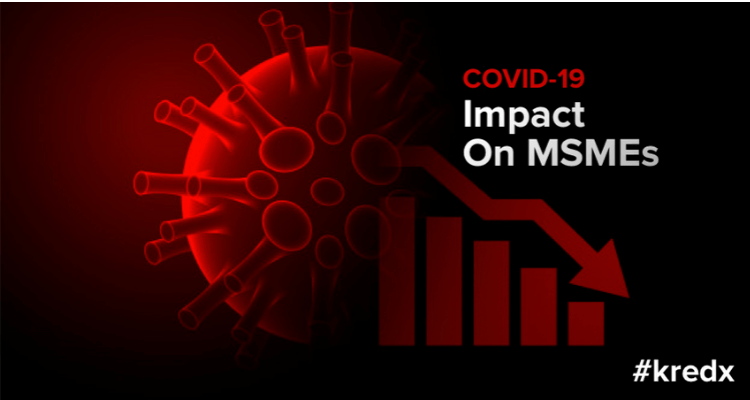 COVID-19
Impact
On MSMEs
#kredx